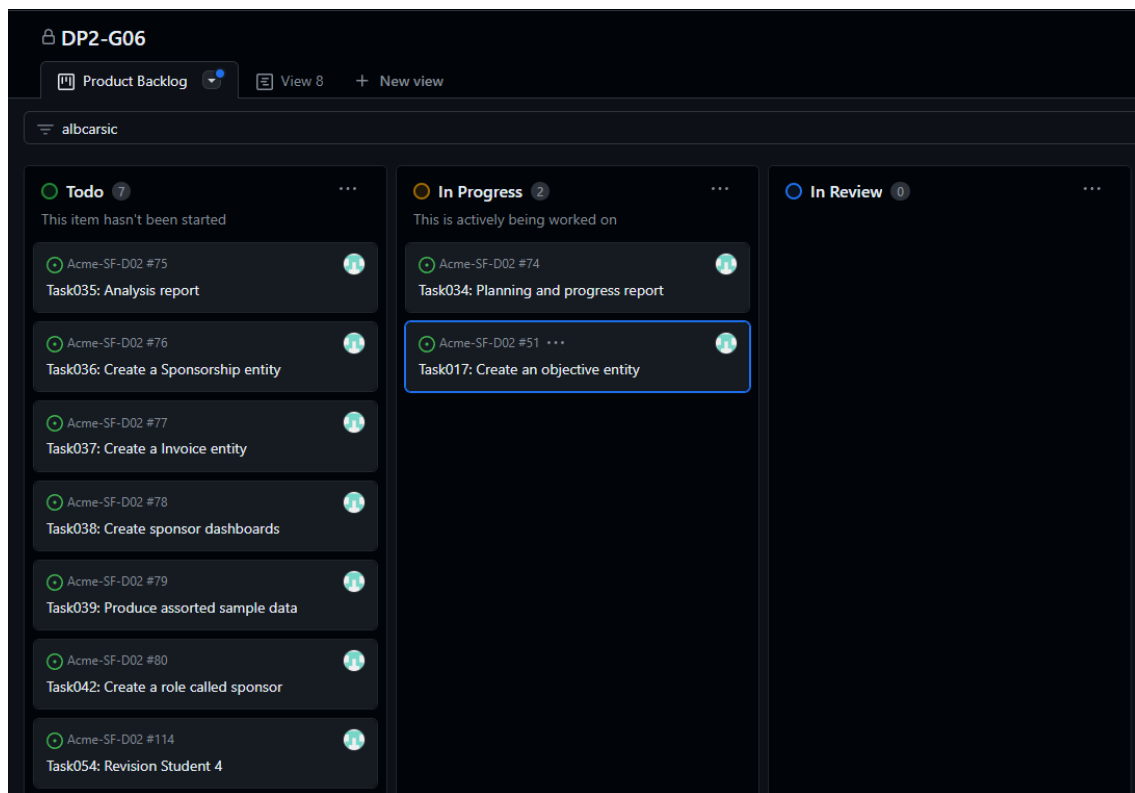 DP2-G06
Product Backlog
View 8
New view
albcarsic
Todo 7
This item hasn't been started
Acme-SF-D02 #75
Task035: Analysis report
Acme-SF-D02 #76
Task036: Create a Sponsorship entity
Acme-SF-D02 #77
Task037: Create a Invoice entity
Acme-SF-D02 #78
Task038: Create sponsor dashboards
Acme-SF-D02 #79
Task039: Produce assorted sample data
Acme-SF-D02 #80
Task042: Create a role called sponsor
Acme-SF-D02 #114
Task054: Revision Student 4
In Progress 2
This is actively being worked on
Acme-SF-D02 #74
Task034: Planning and progress report
Acme-SF-D02 #51
Task017: Create an objective entity
In Review 0